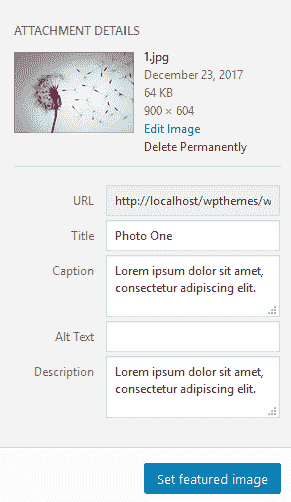 ATTACHMENT DETAILS
1.jpg
December 23, 2017
64 KB
900 × 604
Edit Image
Delete Permanently
URL
http://localhost/wpthemes/w
Title
Photo One
Caption
Lorem ipsum dolor sit amet,
consectetur adipiscing elit.
Alt Text
Description
Lorem ipsum dolor sit amet,
consectetur adipiscing elit.
Set featured image